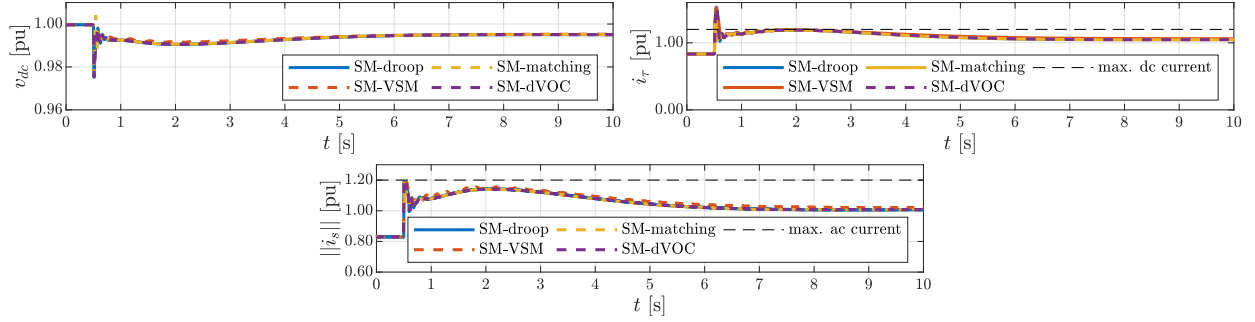 1.00
0.98
0.96
v_dc [pu]
SM-droop SM-matching
SM-VSM SM-dVOC
0 1 2 3 4 5 6 7 8 9 10
t [s]
1.00
0.00
i_τ [pu]
SM-droop SM-matching max. dc current
SM-VSM SM-dVOC
0 1 2 3 4 5 6 7 8 9 10
t [s]
1.20
1.00
0.80
0.60
||i_s|| [pu]
SM-droop SM-matching max. ac current
SM-VSM SM-dVOC
0 1 2 3 4 5 6 7 8 9 10
t [s]